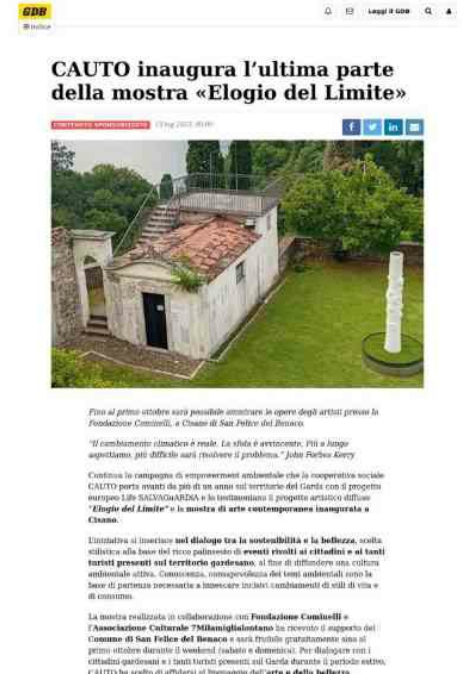 GDB
Leggi il GDB
Indice
CAUTO inaugura l’ultima parte
della mostra «Elogio del Limite»
CONTENUTO SPONSORIZZATO
Fino al primo ottobre sarà possibile ammirare le opere degli artisti presso la
Fondazione Cominelli, a Cisano di San Felice del Benaco.
"Il cambiamento climatico è reale. La sfida è avvincente. Più a lungo
aspettiamo, più difficile sarà risolvere il problema." John Forbes Kerry
Continua la campagna di empowerment ambientale che la cooperativa sociale
CAUTO porta avanti da più di un anno sul territorio del Garda con il progetto
europeo Life SALVAGuARDIA e lo testimoniano il progetto artistico diffuso
"Elogio del Limite" e la mostra di arte contemporanea inaugurata a
Cisano.
L'iniziativa si inserisce nel dialogo tra la sostenibilità e la bellezza, scelta
stilistica alla base del ricco palinsesto di eventi rivolti ai cittadini e ai tanti
turisti presenti sul territorio gardesano, al fine di diffondere una cultura
ambientale attiva. Conoscenza, consapevolezza dei temi ambientali sono la
base di partenza necessaria a innescare incisivi cambiamenti di stili di vita e
di consumo.
La mostra realizzata in collaborazione con Fondazione Cominelli e
l'Associazione Culturale 7Milamiglialontano ha ricevuto il supporto del
Comune di San Felice del Benaco e sarà fruibile gratuitamente sino al
primo ottobre durante il weekend (sabato e domenica). Per dialogare con i
cittadini gardesani e i tanti turisti presenti sul Garda durante il periodo estivo,
CAUTO ha scelto di affidarsi al linguaggio dell'arte e della bellezza